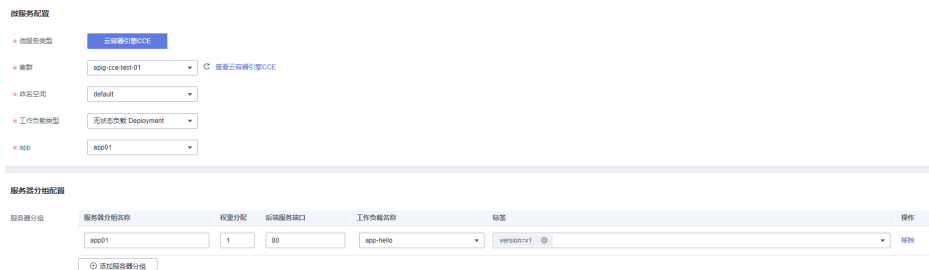 微服务配置
* 微服务类型 云容器引擎CCE
* 集群 apig-cce-test-01 查看云容器引擎CCE
* 命名空间 default
* 工作负载类型 无状态负载 Deployment
* app app01
服务器分组配置
服务器分组 服务器分组名称 权重分配 后端服务端口 工作负载名称 标签 操作
app01 1 80 app-hello version=v1 移除
添加服务器分组